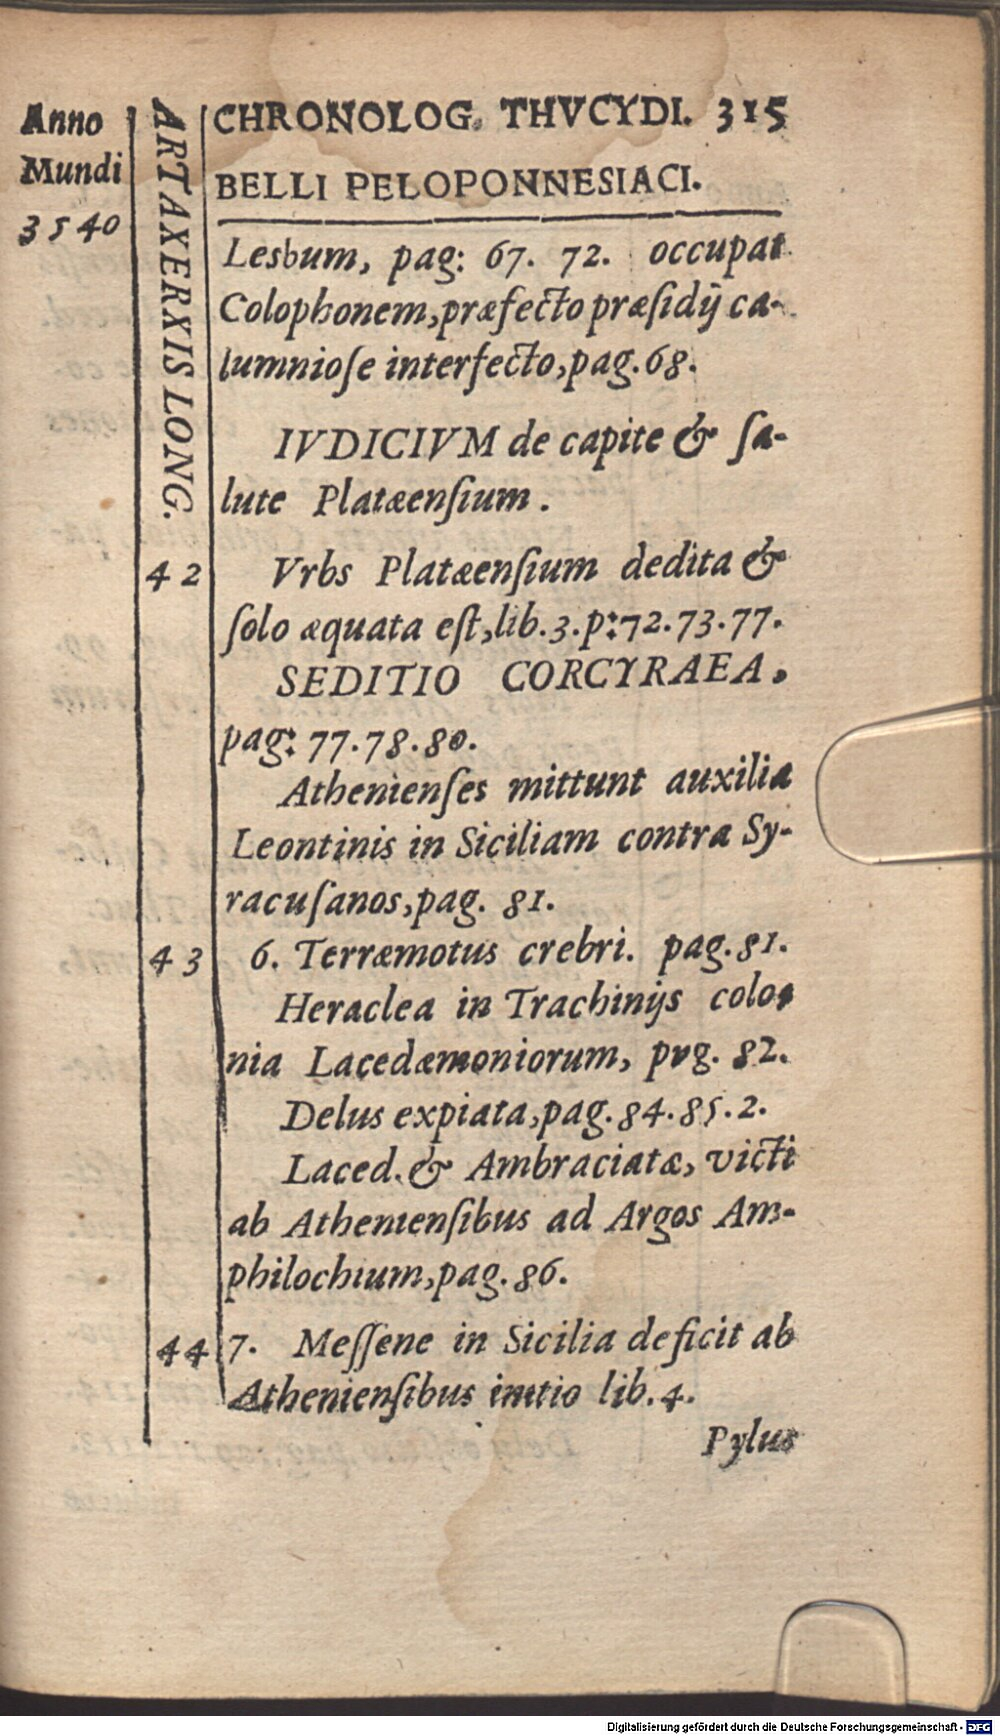 Anno
Mundi
3540
ARTAXERXIS LONG.
CHRONOLOG. THVCYDI. 315
BELLI PELOPONNESIACI.
Lesbum, pag: 67. 72. occupat
Colophonem, præfecto præſidij ca-
lumnioſe interfecto, pag. 68.
IVDICIVM de capite & ſa-
lute Platæenſium.
42 Vrbs Platæenſium dedita &
ſolo æquata eſt, lib. 3. p: 72. 73. 77.
SEDITIO CORCYRAEA,
pag: 77. 78. 80.
Athenienſes mittunt auxilia
Leontinis in Siciliam contra Sy-
racuſanos, pag. 81.
43 6. Terræmotus crebri. pag. 81.
Heraclea in Trachinijs colo-
nia Lacedæmoniorum, pvg. 82.
Delus expiata, pag. 84. 85. 2.
Laced. & Ambraciatæ, victi
ab Athenienſibus ad Argos Am-
philochium, pag. 86.
44 7. Meſſene in Sicilia deficit ab
Athenienſibus initio lib. 4.
Pylus
Digitalisierung gefördert durch die Deutsche Forschungsgemeinschaft - DFG